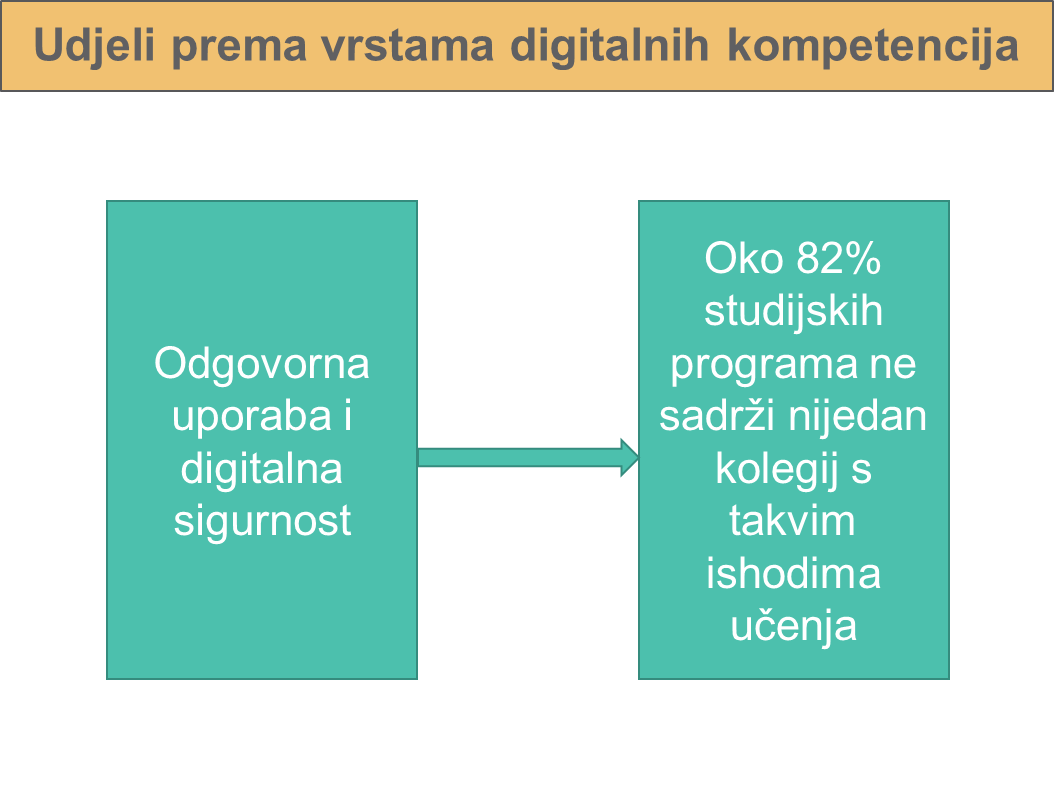 Udjeli prema vrstama digitalnih kompetencija
Odgovorna
uporaba i
digitalna
sigurnost
Oko 82%
studijskih
programa ne
sadrži nijedan
kolegij s
takvim
ishodima
učenja